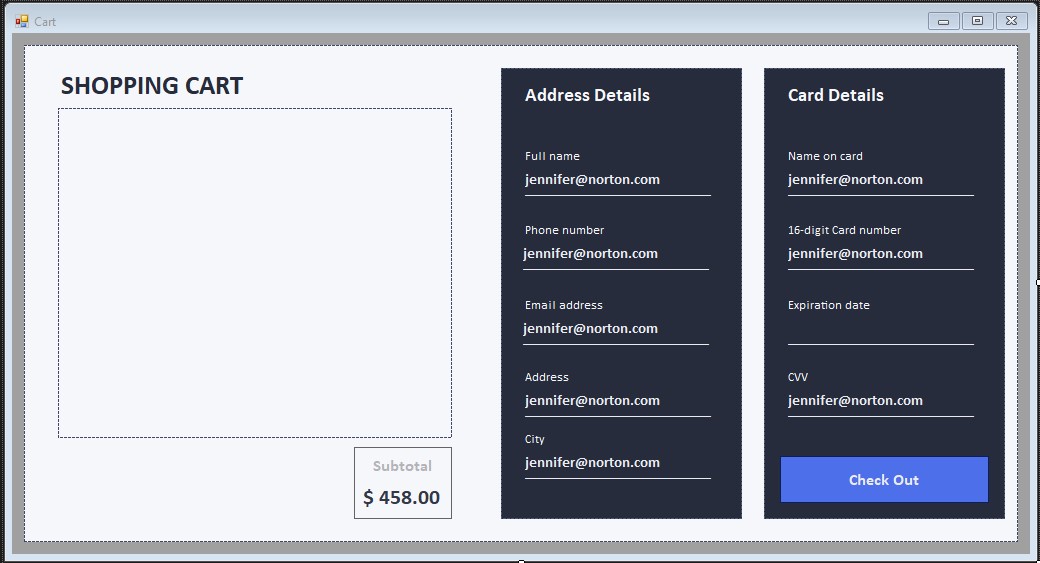 Cart
SHOPPING CART
Subtotal
$ 458.00
Address Details
Full name
jennifer@norton.com
Phone number
jennifer@norton.com
Email address
jennifer@norton.com
Address
jennifer@norton.com
City
jennifer@norton.com
Card Details
Name on card
jennifer@norton.com
16-digit Card number
jennifer@norton.com
Expiration date
CVV
jennifer@norton.com
Check Out